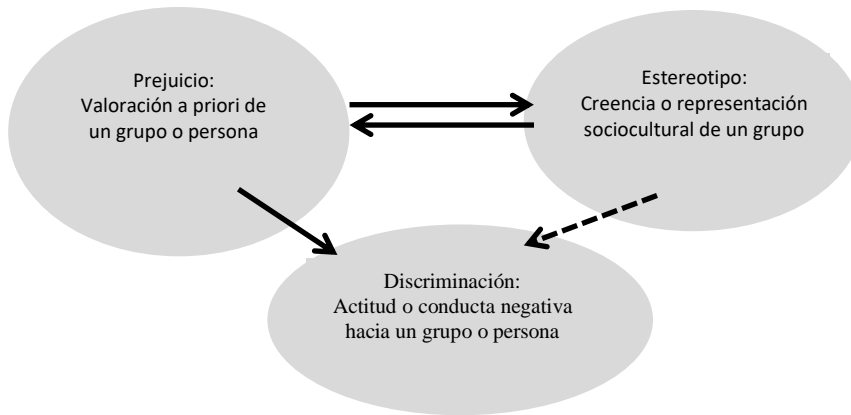 Prejuicio:
Valoración a priori de
un grupo o persona
Estereotipo:
Creencia o representación
sociocultural de un grupo
Discriminación:
Actitud o conducta negativa
hacia un grupo o persona